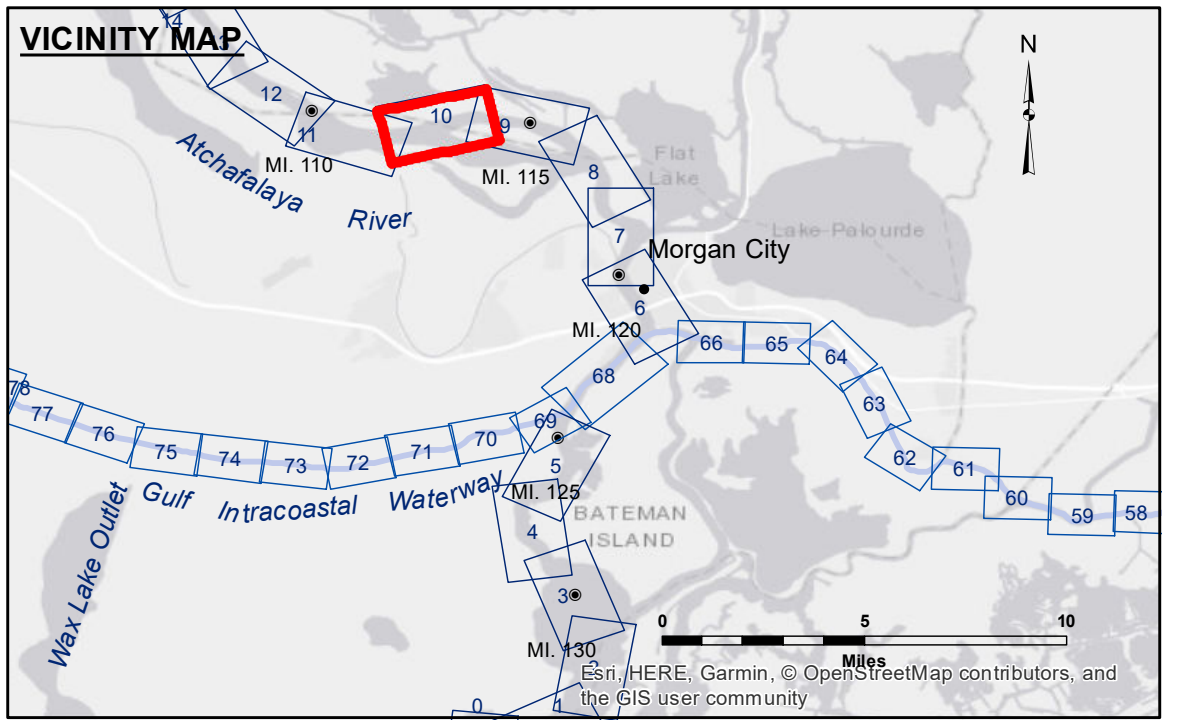 14
VICINITY MAP
N
12
10
9
11
MI. 110
MI. 115
Atchafalaya
River
8
Flat
Lake
7
Lake Palourde
Morgan City
6
MI. 120
66
65
64
68
63
78
77
76
75
74
73
72
71
70
69
62
61
60
59
58
5
Gulf
Intracoastal
Waterway
MI. 125
Wax Lake Outlet
4
BATEMAN
ISLAND
3
0
5
10
Miles
MI. 130
2
Esri, HERE, Garmin, © OpenStreetMap contributors, and
the GIS user community
0
1